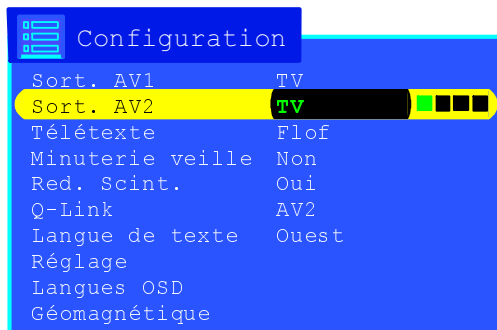 Configuration
Sort. AV1 TV
Sort. AV2 TV
Télétexte Flof
Minuterie veille Non
Red. Scint. Oui
Q-Link AV2
Langue de texte Ouest
Réglage
Langues OSD
Géomagnétique